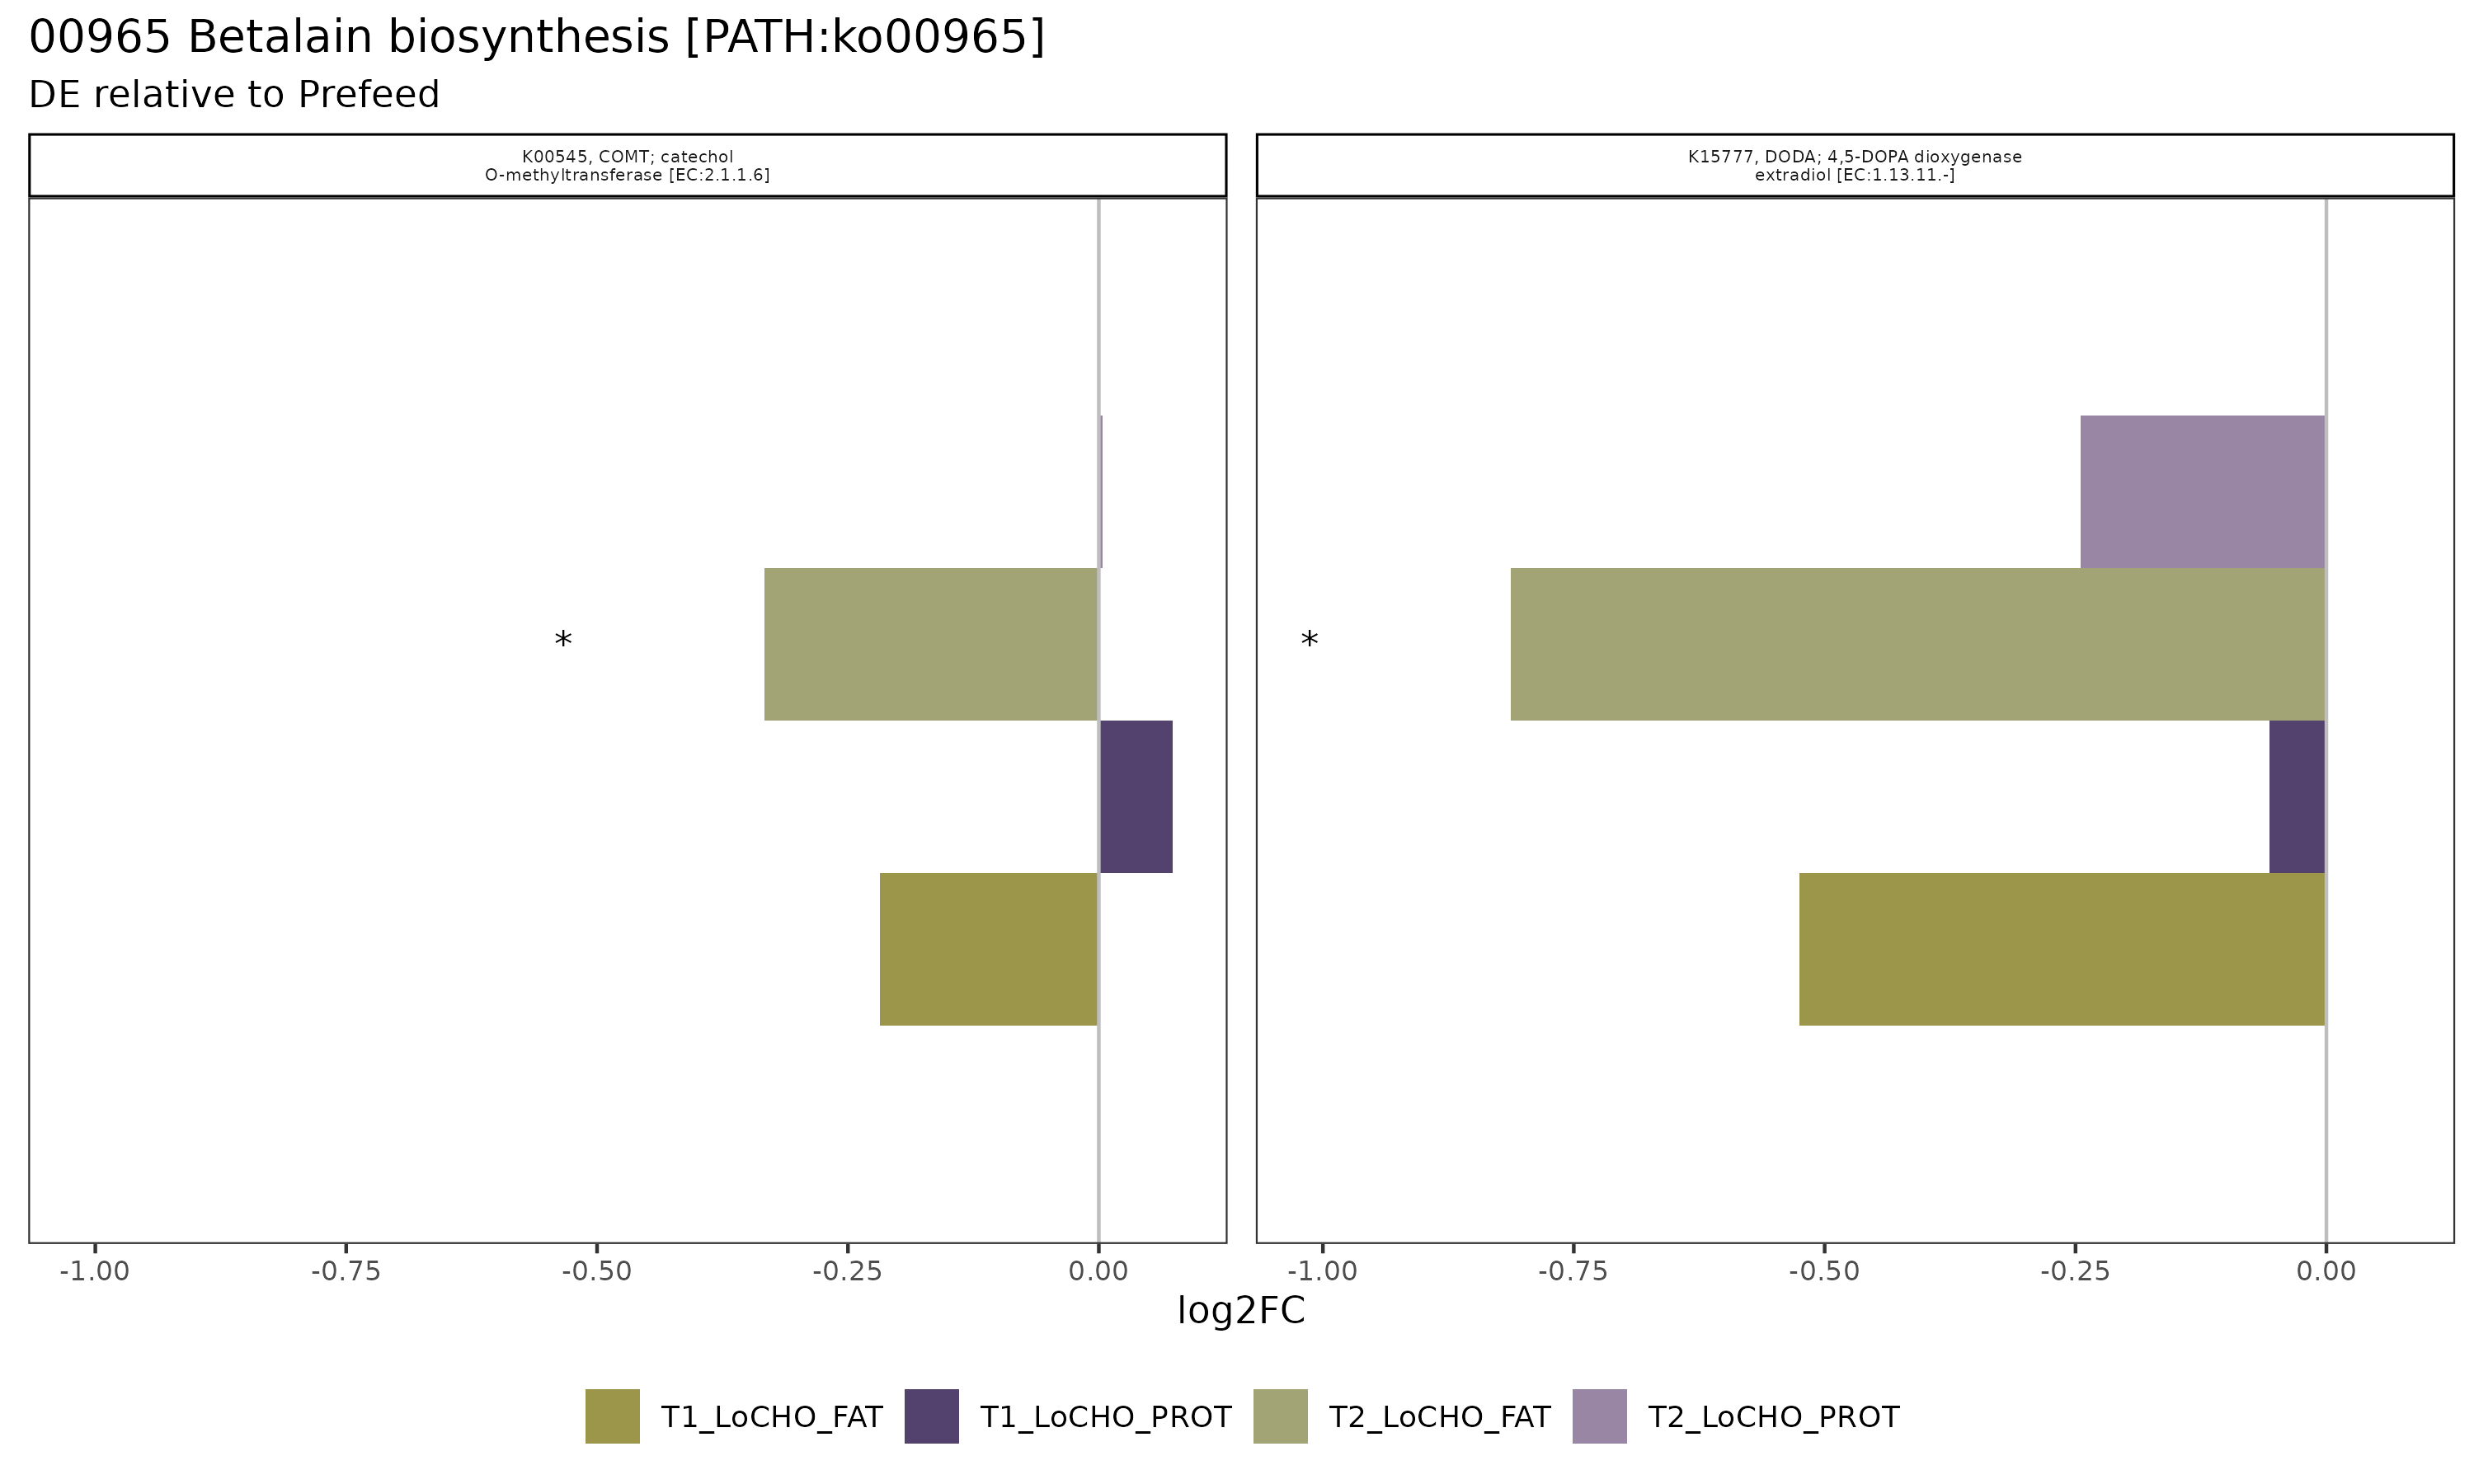 00965 Betalain biosynthesis [PATH:ko00965]
DE relative to Prefeed
K00545, COMT; catechol
O-methyltransferase [EC:2.1.1.6]
K15777, DODA; 4,5-DOPA dioxygenase
extradiol [EC:1.13.11.-]
*
*
-1.00 -0.75 -0.50 -0.25 0.00
-1.00 -0.75 -0.50 -0.25 0.00
log2FC
T1_LoCHO_FAT T1_LoCHO_PROT T2_LoCHO_FAT T2_LoCHO_PROT